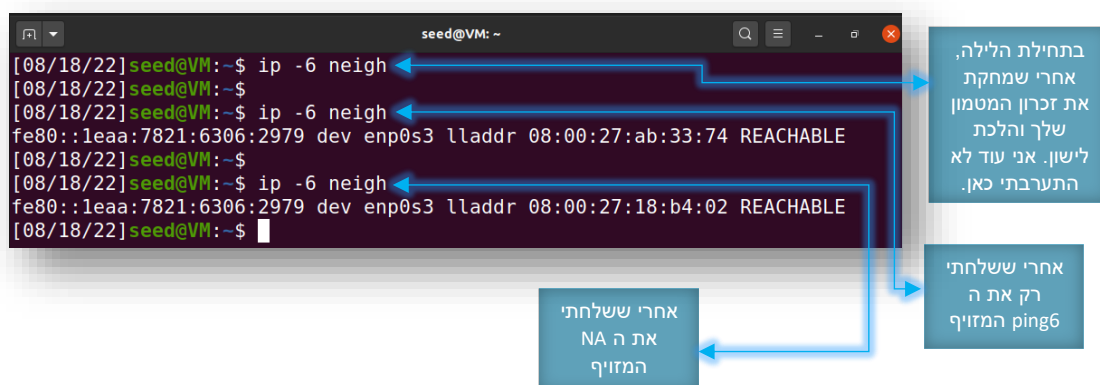 seed@VM: ~
[08/18/22]seed@VM:~$ ip -6 neigh
[08/18/22]seed@VM:~$
[08/18/22]seed@VM:~$ ip -6 neigh
fe80::1eaa:7821:6306:2979 dev enp0s3 lladdr 08:00:27:ab:33:74 REACHABLE
[08/18/22]seed@VM:~$
[08/18/22]seed@VM:~$ ip -6 neigh
fe80::1eaa:7821:6306:2979 dev enp0s3 lladdr 08:00:27:18:b4:02 REACHABLE
[08/18/22]seed@VM:~$
בתחילת הלילה,
אחרי שמחקת
את זכרון המטמון
שלך והלכת
לישון. אני עוד לא
התערבתי כאן.
אחרי ששלחתי
רק את ה
ping6 המזויף
אחרי ששלחתי
את ה NA
המזויף